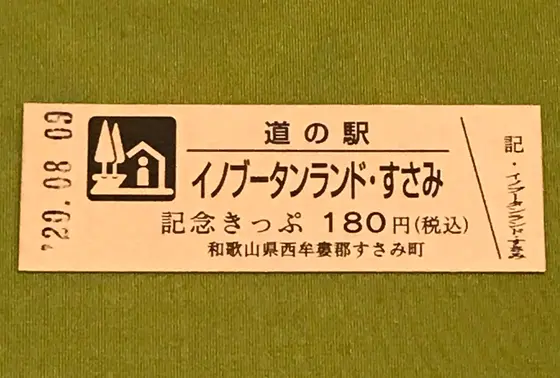 '29.08 09
道の駅
イノブータンランド・すさみ
記念きっぷ 180円(税込)
和歌山県西牟婁郡すさみ町
記・イノブータンランド・すさみ